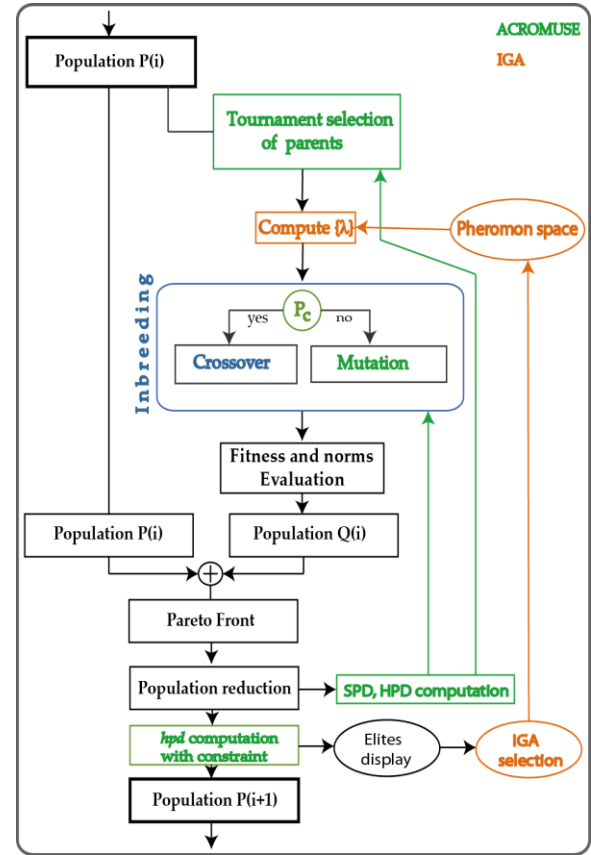 ACROMUSE
IGA
Population P(i)
Tournament selection
of parents
Compute {λ}
Pheromon space
Inbreeding
Pc
yes
no
Crossover
Mutation
Fitness and norms
Evaluation
Population P(i)
Population Q(i)
+
Pareto Front
Population reduction
SPD, HPD computation
hpd computation
with constraint
Elites
display
IGA
selection
Population P(i+1)